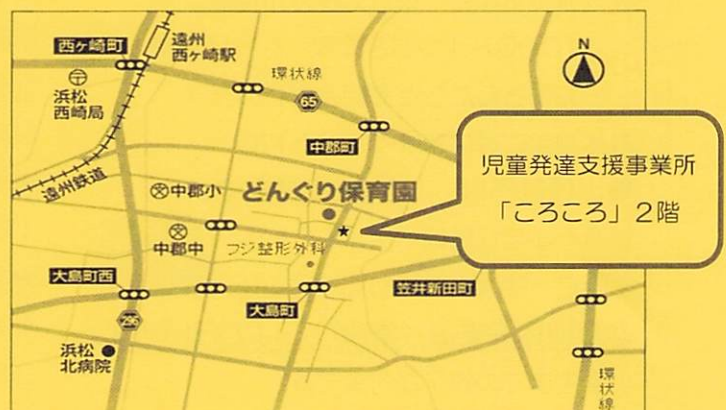 西ヶ崎町
遠州
西ヶ崎駅
〒
浜松
西崎局
環状線
65
N
中郡町
児童発達支援事業所
「ころころ」2階
遠州鉄道
文中郡小
どんぐり保育園
★
文
中郡中
フジ整形外科
大島町西
大島町
笠井新田町
296
浜松
北病院
環状線